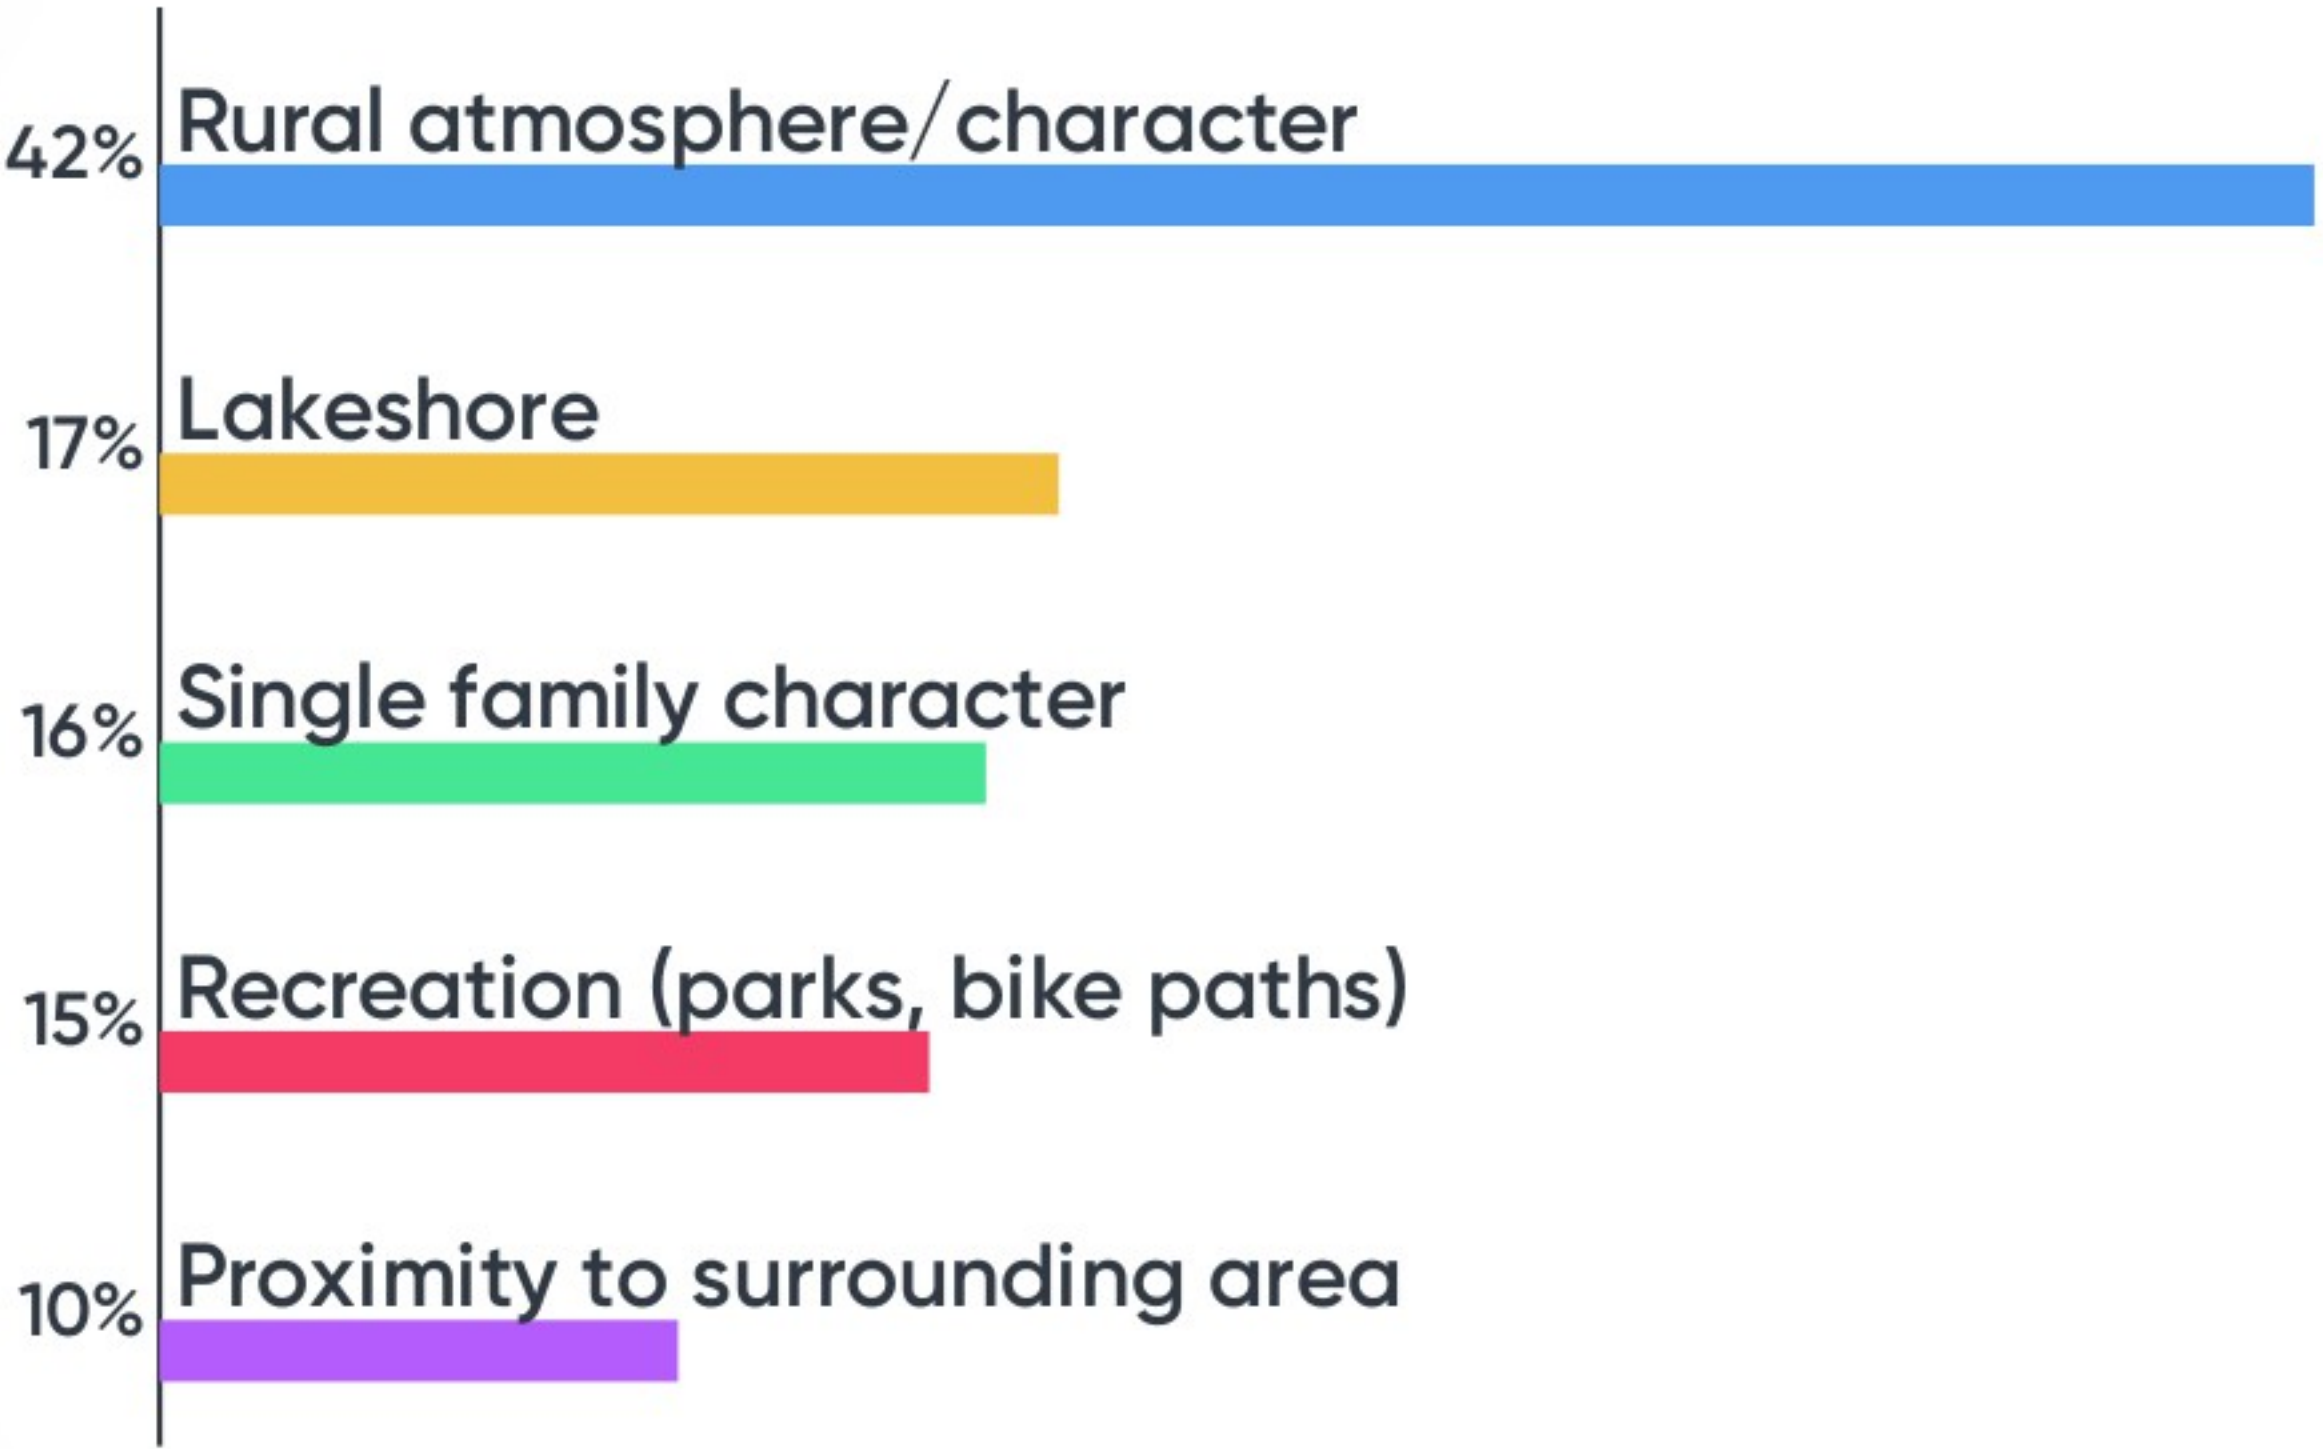 Rural atmosphere/character
42%
Lakeshore
17%
Single family character
16%
Recreation (parks, bike paths)
15%
Proximity to surrounding area
10%